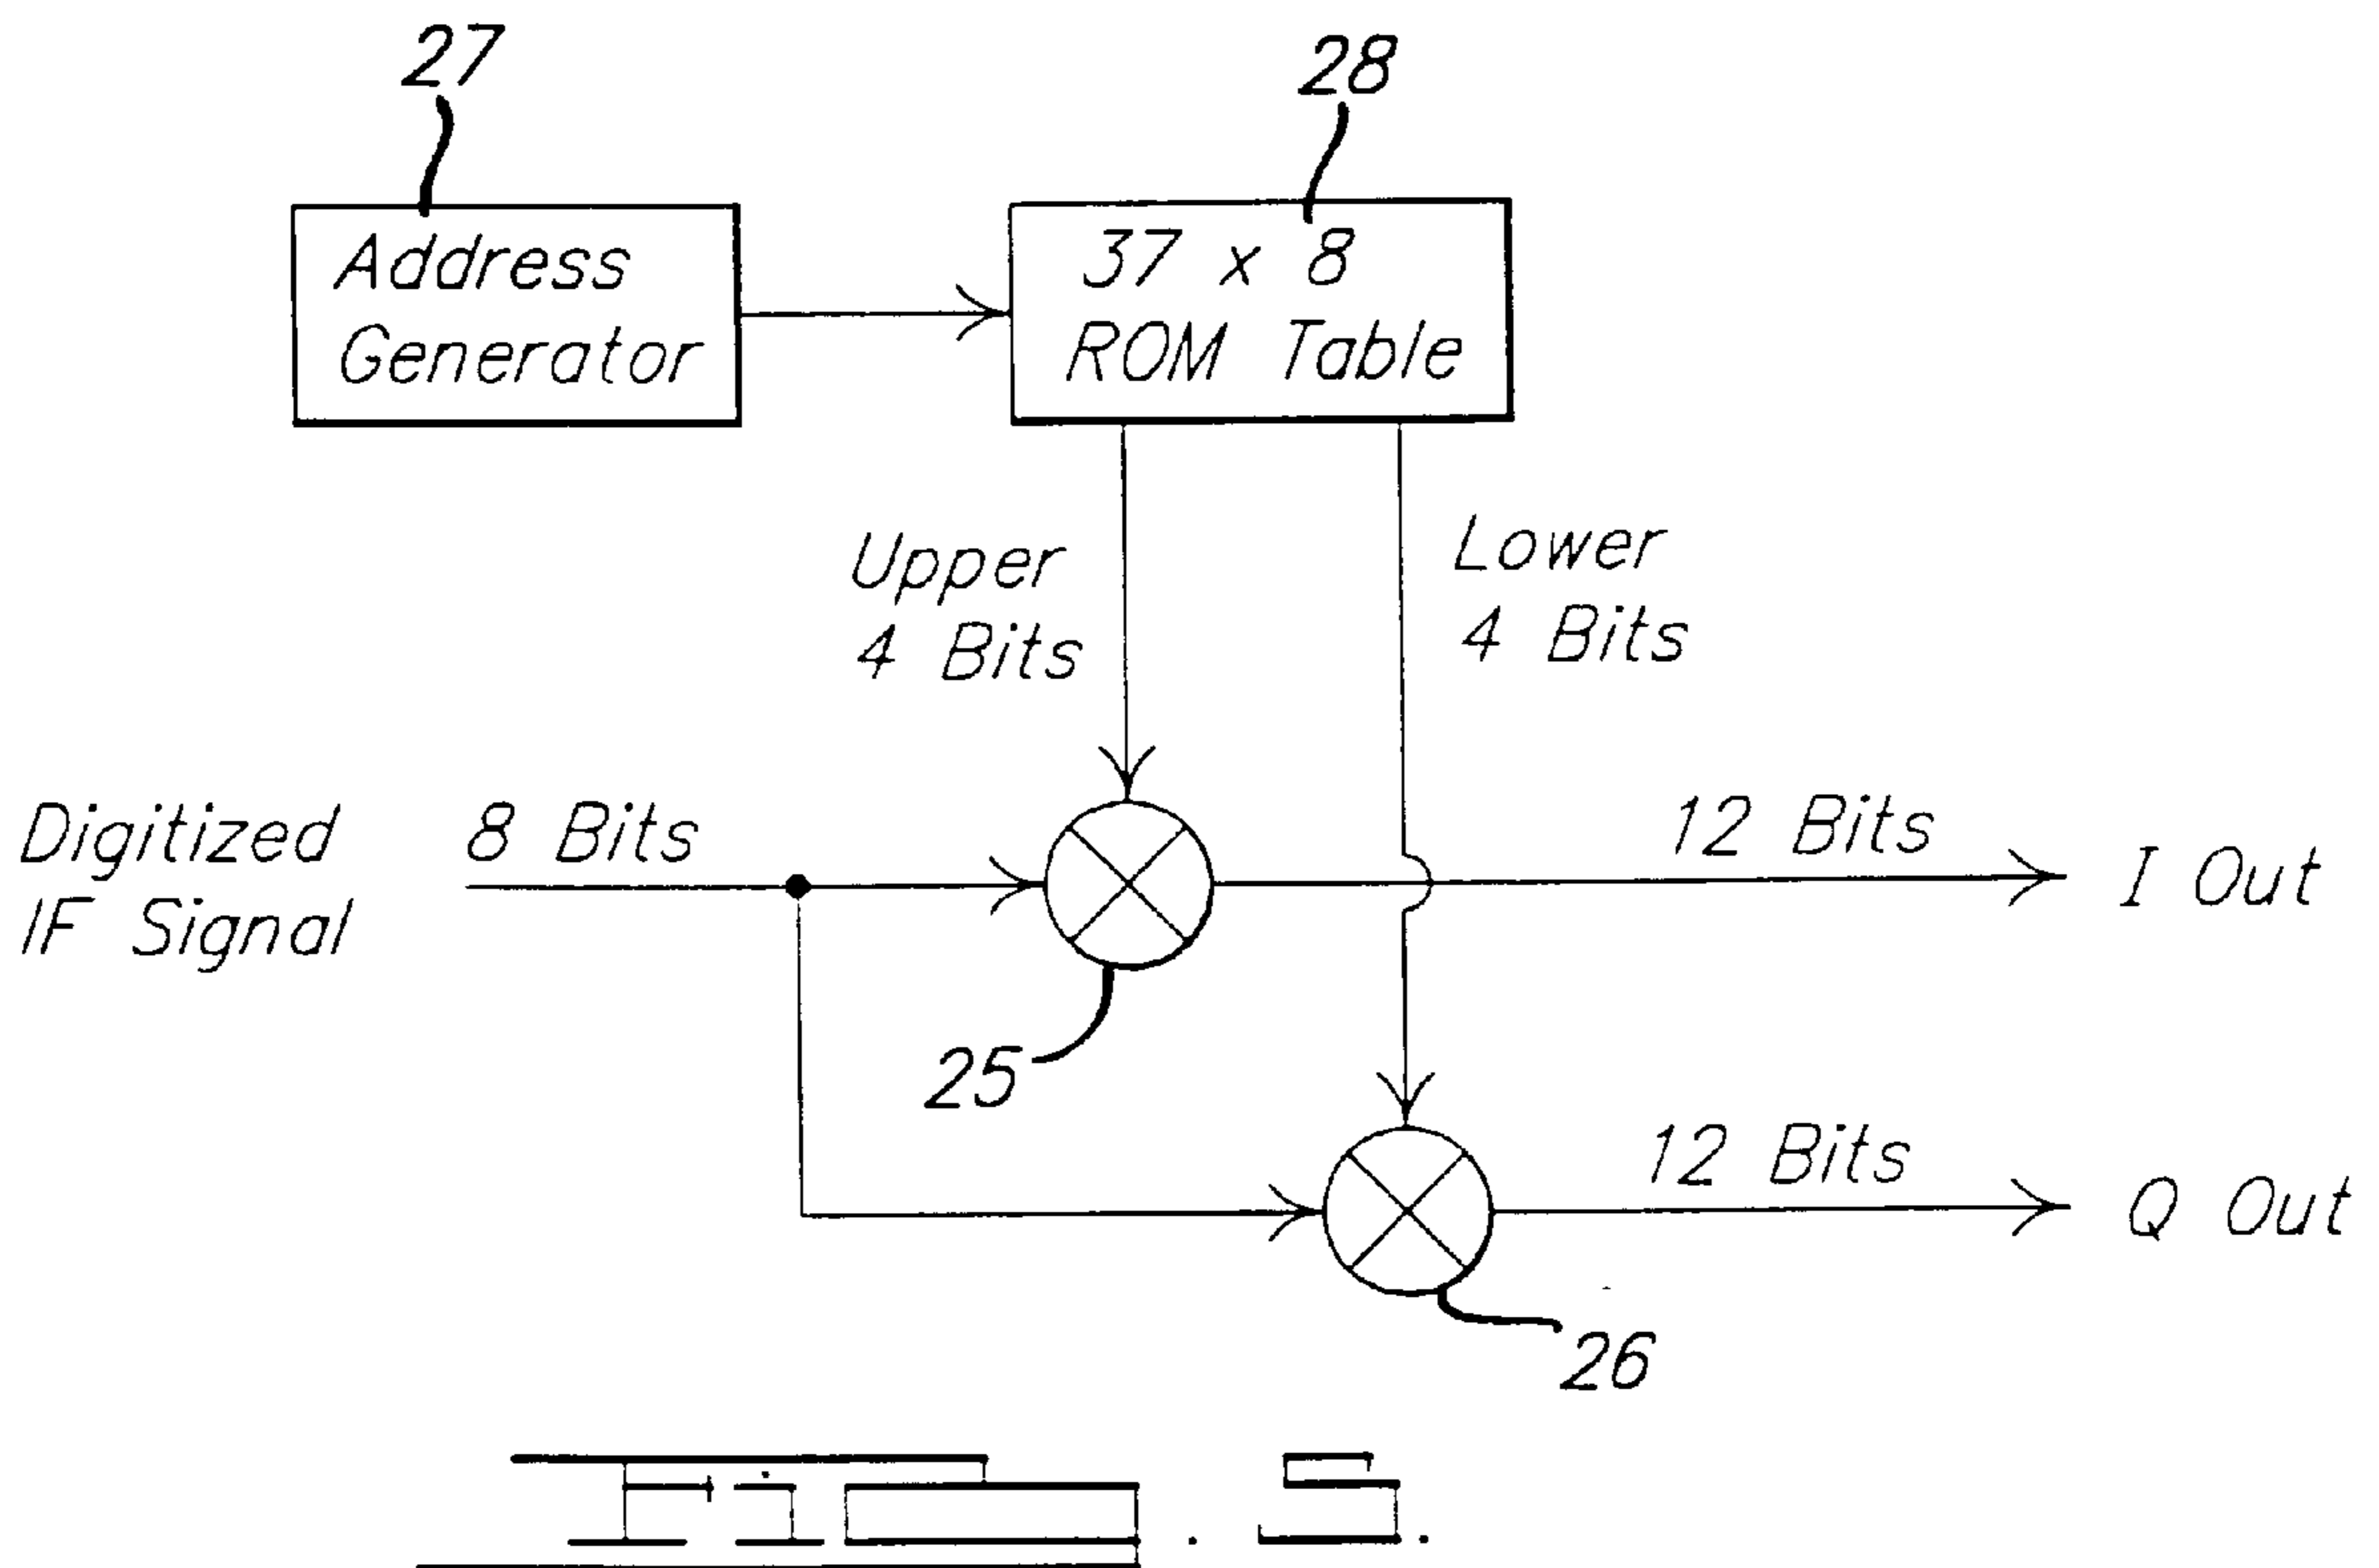 27
28
Address
Generator
37 x 8
ROM Table
Upper
4 Bits
Lower
4 Bits
Digitized
IF Signal
8 Bits
12 Bits
I Out
25
12 Bits
Q Out
26
Fig. 5.